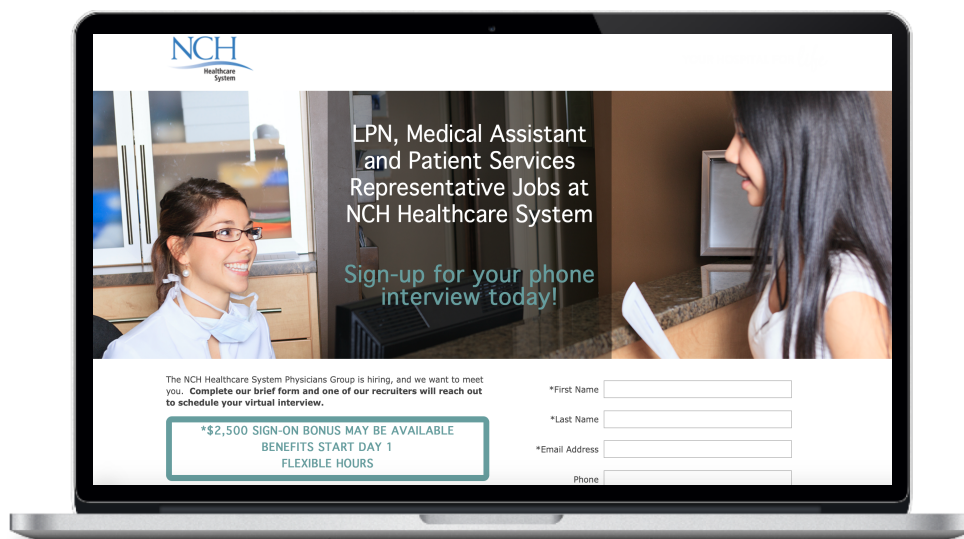 NCH
Healthcare
System
LPN, Medical Assistant
and Patient Services
Representative Jobs at
NCH Healthcare System
Sign-up for your phone
interview today!
The NCH Healthcare System Physicians Group is hiring, and we want to meet
you. Complete our brief form and one of our recruiters will reach out
to schedule your virtual interview.
*$2,500 SIGN-ON BONUS MAY BE AVAILABLE
BENEFITS START DAY 1
FLEXIBLE HOURS
*First Name
*Last Name
*Email Address
Phone